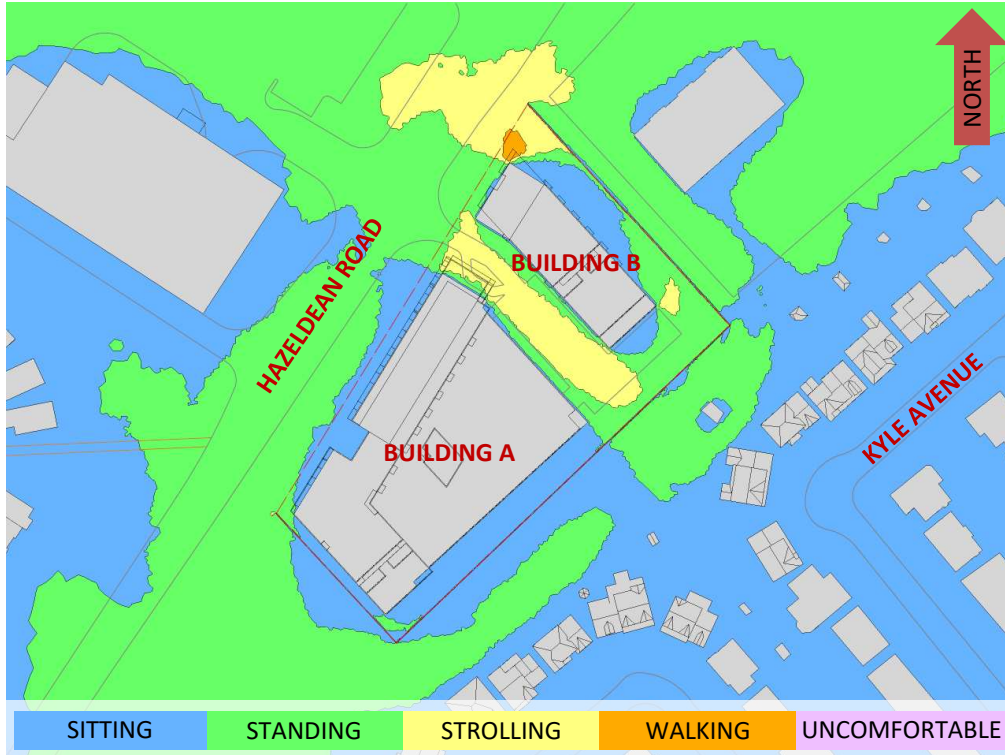 NORTH
HAZELDEAN ROAD
BUILDING B
BUILDING A
KYLE AVENUE
SITTING
STANDING
STROLLING
WALKING
UNCOMFORTABLE